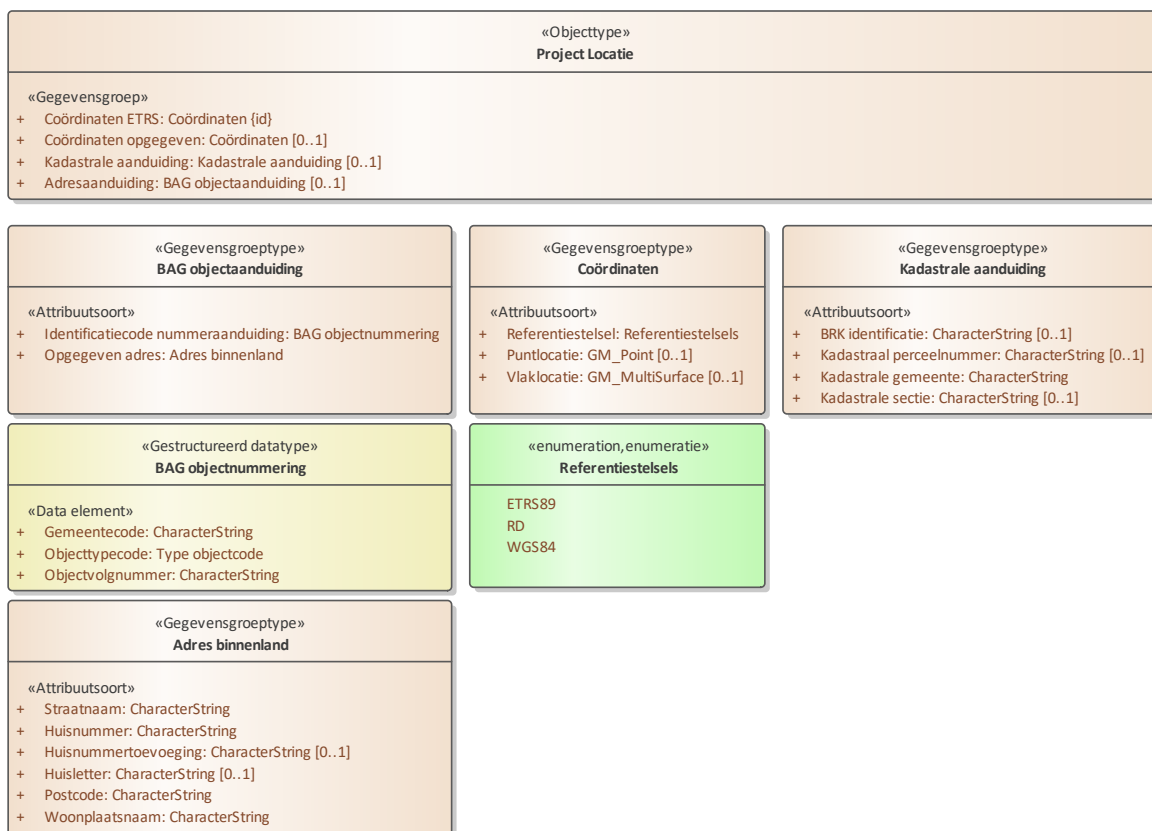 «Objecttype»
Project Locatie
«Gegevensgroep»
+ Coördinaten ETRS: Coördinaten {id}
+ Coördinaten opgegeven: Coördinaten [0..1]
+ Kadastrale aanduiding: Kadastrale aanduiding [0..1]
+ Adresaanduiding: BAG objectaanduiding [0..1]
«Gegevensgroeptype»
BAG objectaanduiding
«Attribuutsoort»
+ Identificatiecode nummeraanduiding: BAG objectnummering
+ Opgegeven adres: Adres binnenland
«Gegevensgroeptype»
Coördinaten
«Attribuutsoort»
+ Referentiestelsel: Referentiestelsels
+ Puntlocatie: GM_Point [0..1]
+ Vlaklocatie: GM_MultiSurface [0..1]
«Gegevensgroeptype»
Kadastrale aanduiding
«Attribuutsoort»
+ BRK identificatie: CharacterString [0..1]
+ Kadastraal perceelnummer: CharacterString [0..1]
+ Kadastrale gemeente: CharacterString
+ Kadastrale sectie: CharacterString [0..1]
«Gestructureerd datatype»
BAG objectnummering
«Data element»
+ Gemeentecode: CharacterString
+ Objecttypecode: Type objectcode
+ Objectvolgnummer: CharacterString
«enumeration,enumeratie»
Referentiestelsels
ETRS89
RD
WGS84
«Gegevensgroeptype»
Adres binnenland
«Attribuutsoort»
+ Straatnaam: CharacterString
+ Huisnummer: CharacterString
+ Huisnummertoevoeging: CharacterString [0..1]
+ Huisletter: CharacterString [0..1]
+ Postcode: CharacterString
+ Woonplaatsnaam: CharacterString